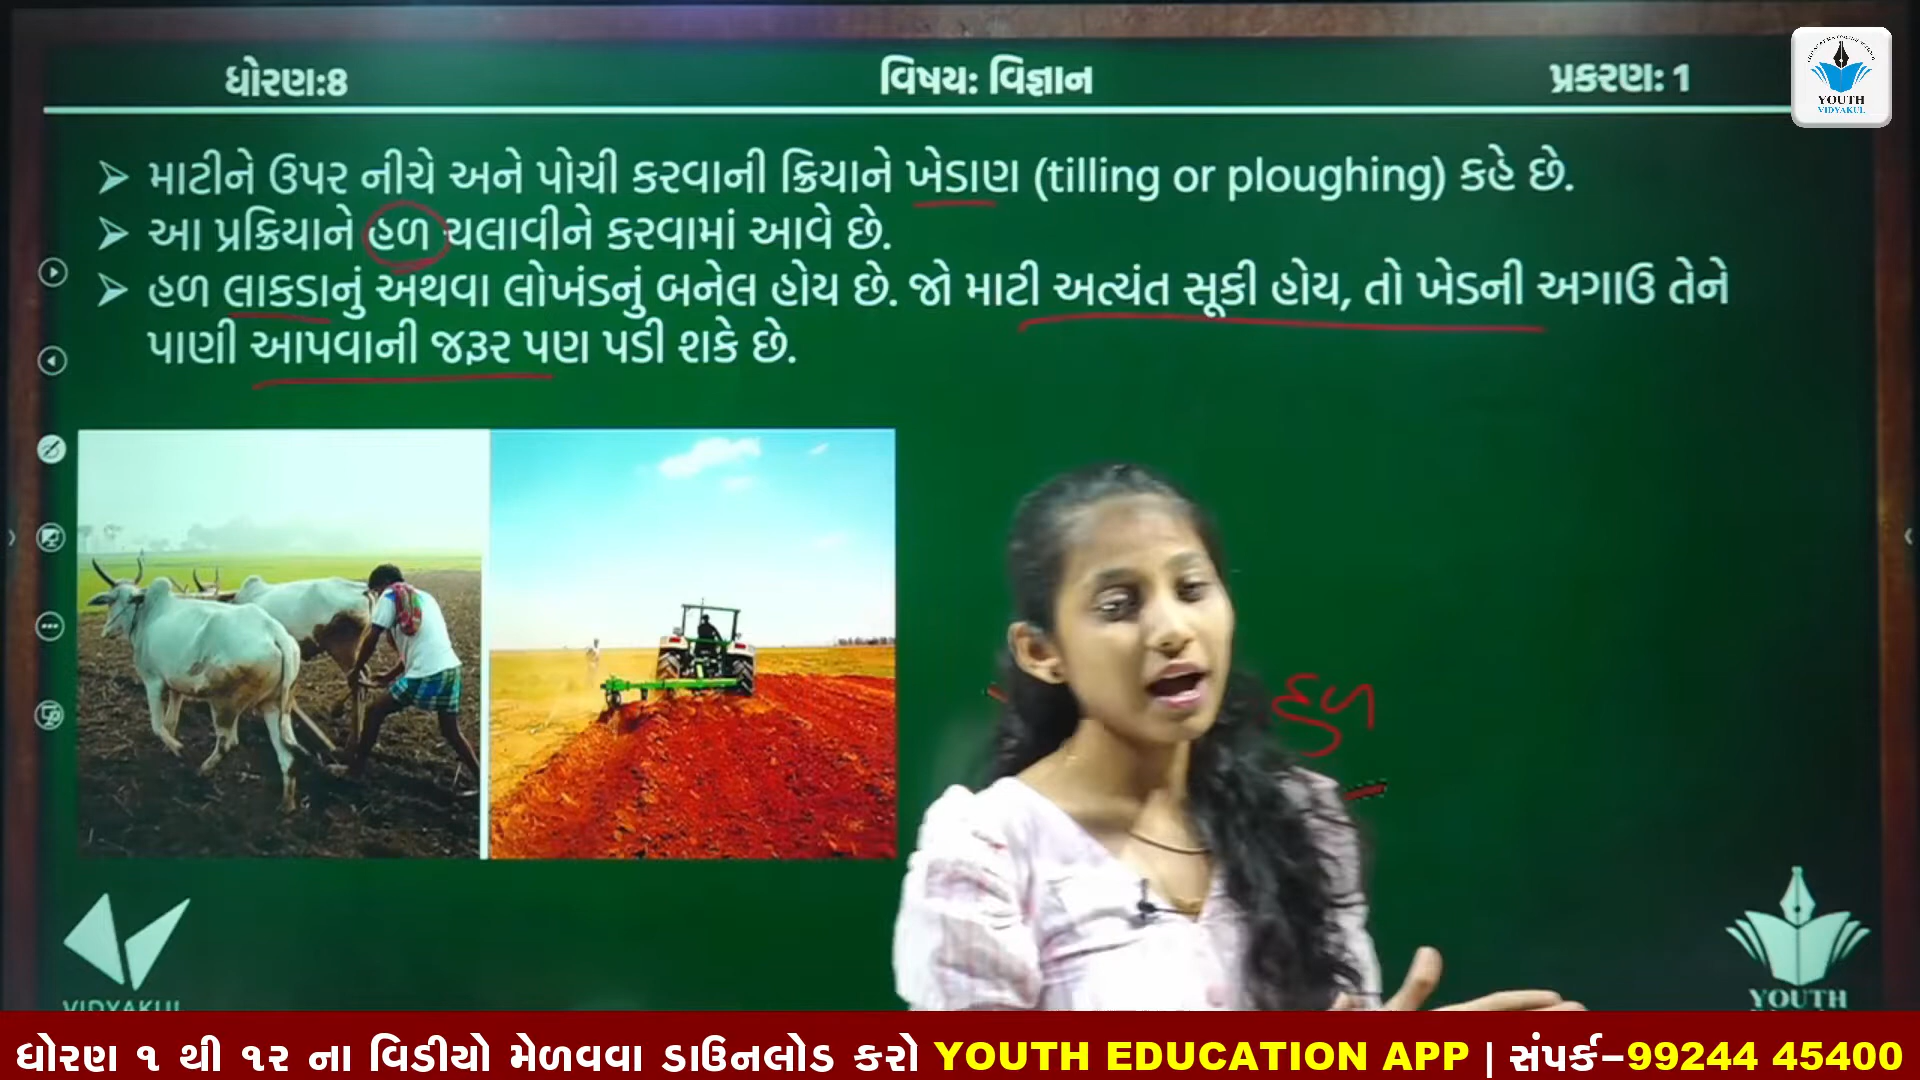 ધોરણ:8
વિષય: વિજ્ઞાન
પ્રકરણ: 1
YOUTH
VIDYAKUL
➢ માટીને ઉપર નીચે અને પોચી કરવાની ક્રિયાને ખેડાણ (tilling or ploughing) કહે છે.
➢ આ પ્રક્રિયાને હળ ચલાવીને કરવામાં આવે છે.
➢ હળ લાકડાનું અથવા લોખંડનું બનેલ હોય છે. જો માટી અત્યંત સૂકી હોય, તો ખેડની અગાઉ તેને
પાણી આપવાની જરૂર પણ પડી શકે છે.
હળ
VIDYAKUL
YOUTH
ધોરણ ૧ થી ૧૨ ના વિડીયો મેળવવા ડાઉનલોડ કરો YOUTH EDUCATION APP | સંપર્ક-99244 45400